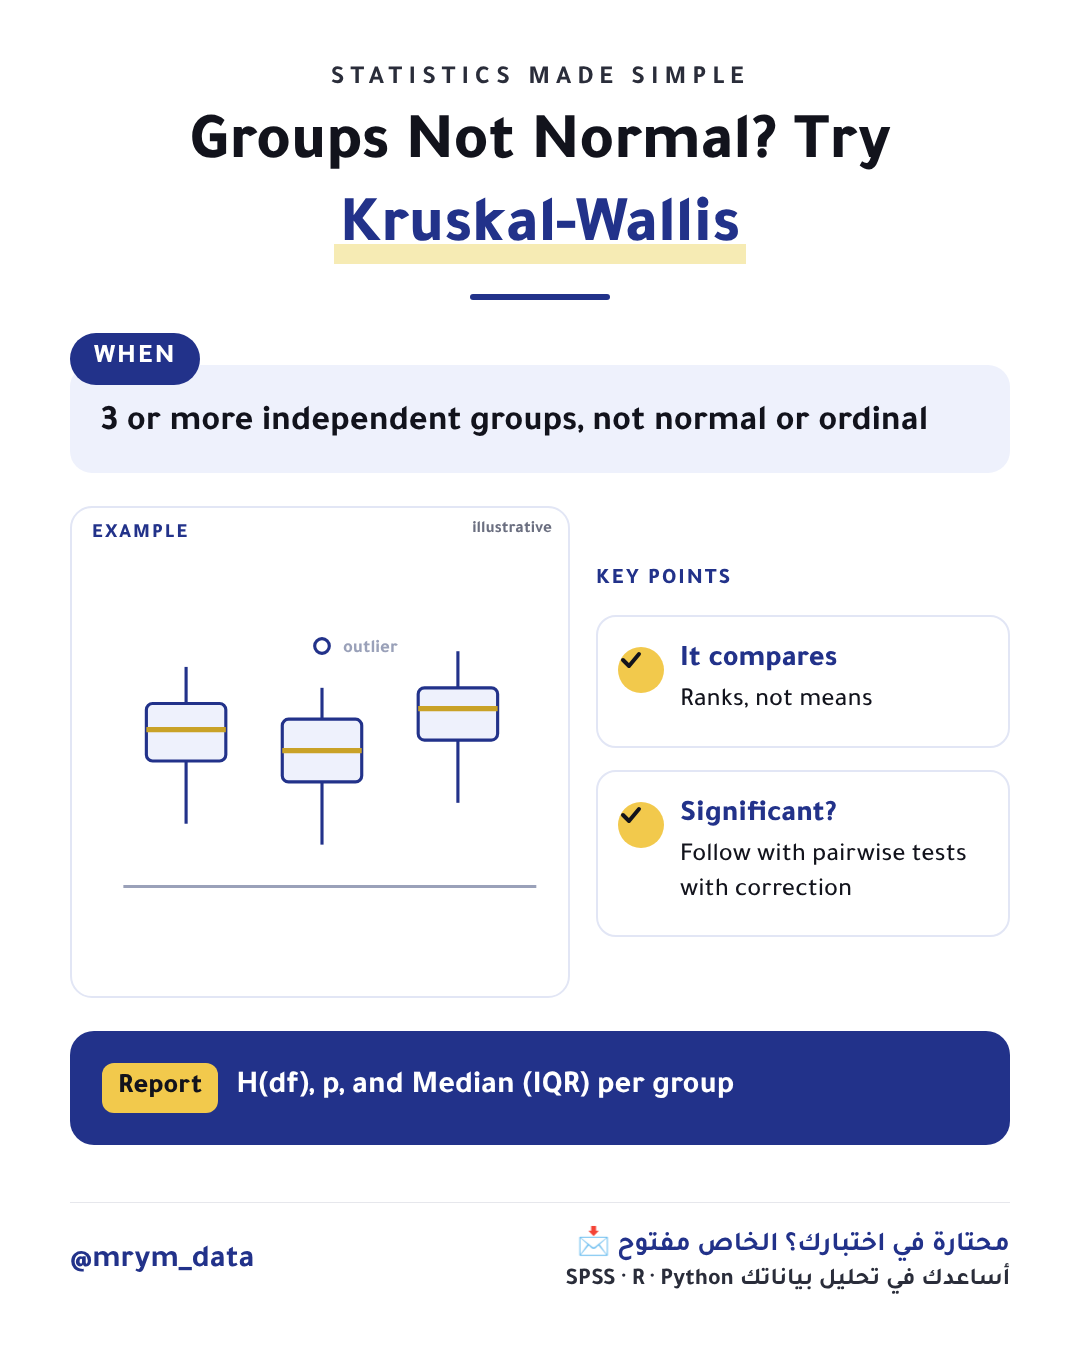 STATISTICS MADE SIMPLE
Groups Not Normal? Try
Kruskal-Wallis
WHEN
3 or more independent groups, not normal or ordinal
EXAMPLE
illustrative
outlier
KEY POINTS
It compares
Ranks, not means
Significant?
Follow with pairwise tests
with correction
Report
H(df), p, and Median (IQR) per group
@mrym_data
محتارة في اختبارك؟ الخاص مفتوح 📩
أساعدك في تحليل بياناتك SPSS · R · Python